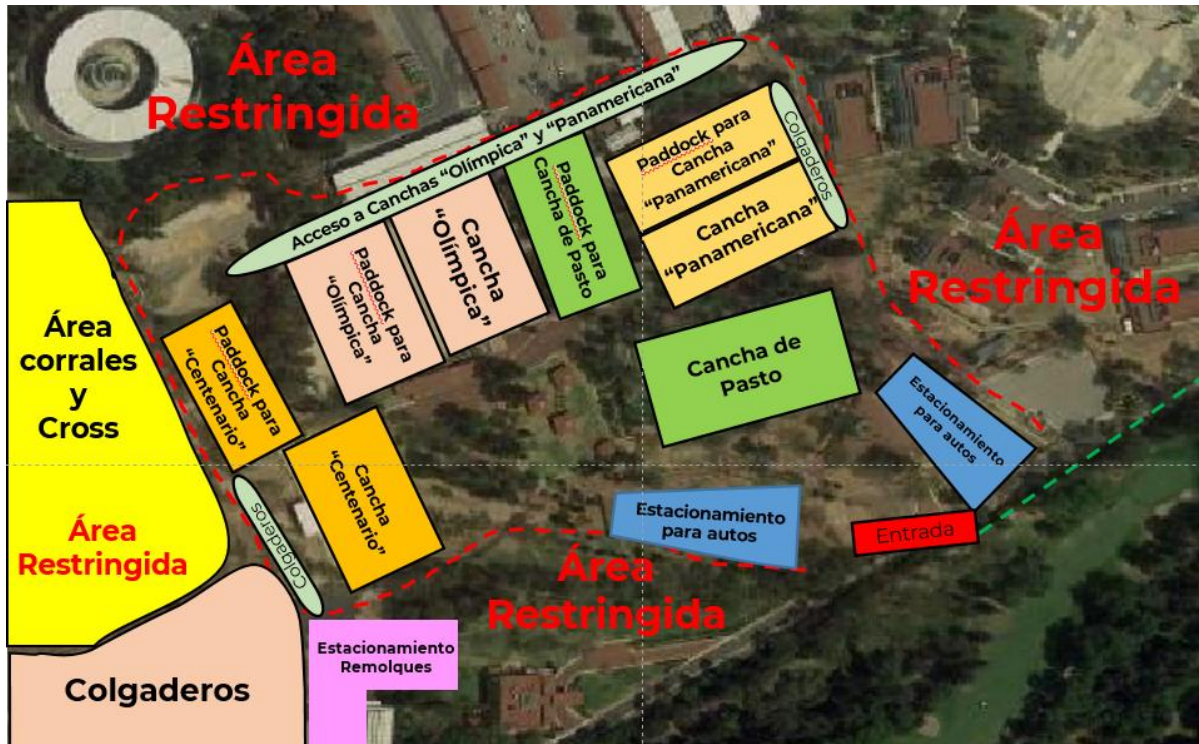 Área
Restringida
Acceso a Canchas “Olímpica” y “Panamericana”
Colgaderos
Paddock para
Cancha
“Panamericana”
Cancha
“Panamericana”
Paddock para
Cancha de Pasto
Cancha
“Olímpica”
Paddock para
Cancha
“Olímpica”
Área
Restringida
Área
corrales
y
Cross
Paddock para
Cancha
“Centenario”
Cancha de
Pasto
Estacionamiento
para autos
Cancha
“Centenario”
Área
Restringida
Colgaderos
Estacionamiento
para autos
Entrada
Área
Restringida
Estacionamiento
Remolques
Colgaderos